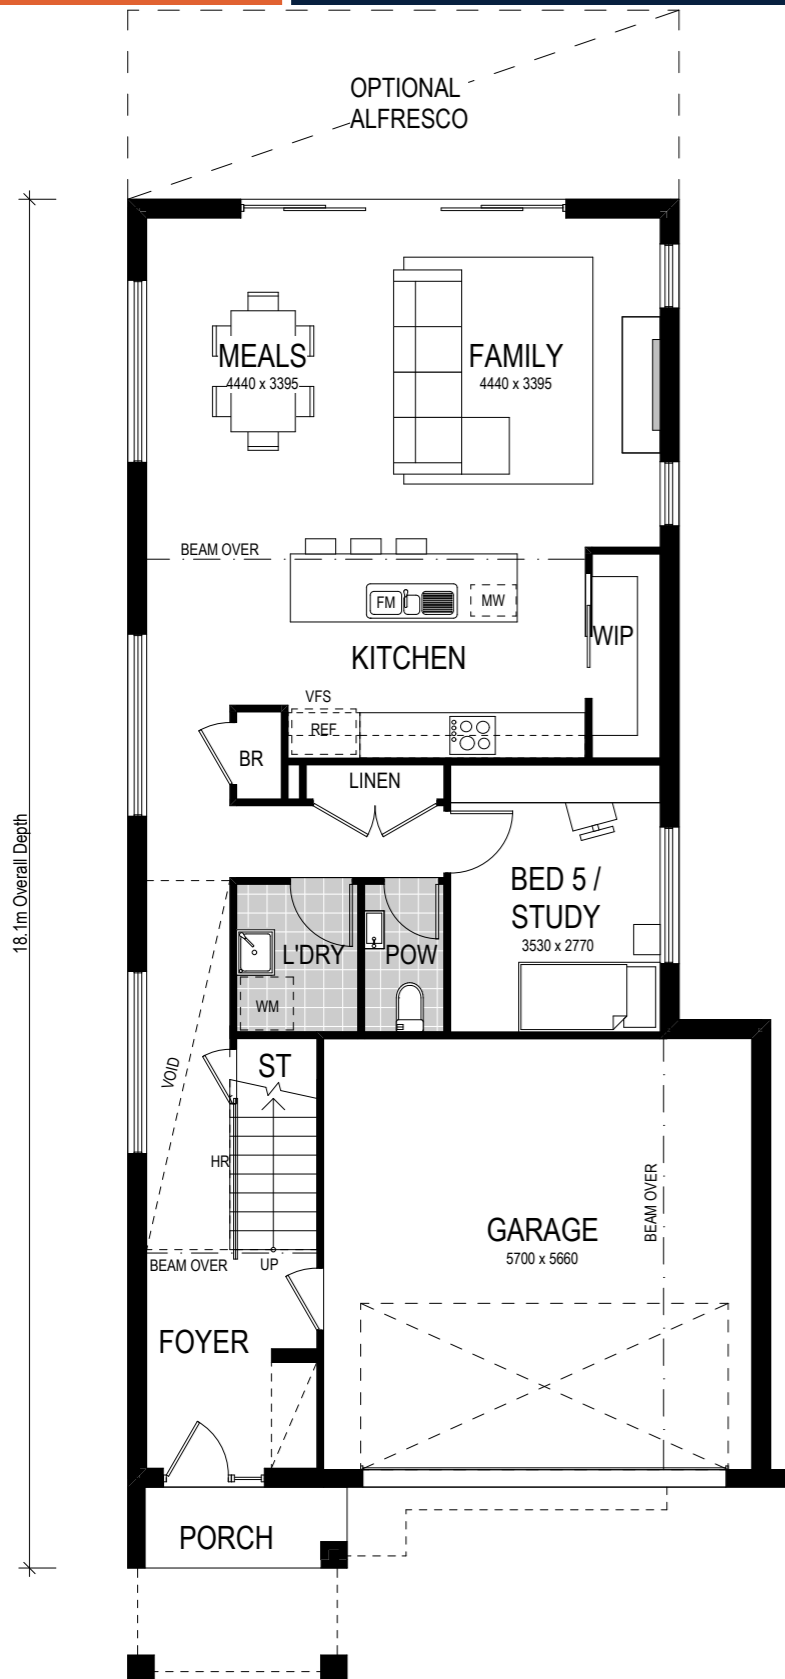 OPTIONAL
ALFRESCO
MEALS
4440 x 3395
FAMILY
4440 x 3395
BEAM OVER
FM
MW
WIP
KITCHEN
VFS
REF
BR
LINEN
18.1m Overall Depth
BED 5 /
STUDY
3530 x 2770
L'DRY
POW
WM
ST
VOID
HR
BEAM OVER
GARAGE
5700 x 5660
BEAM OVER
UP
FOYER
PORCH